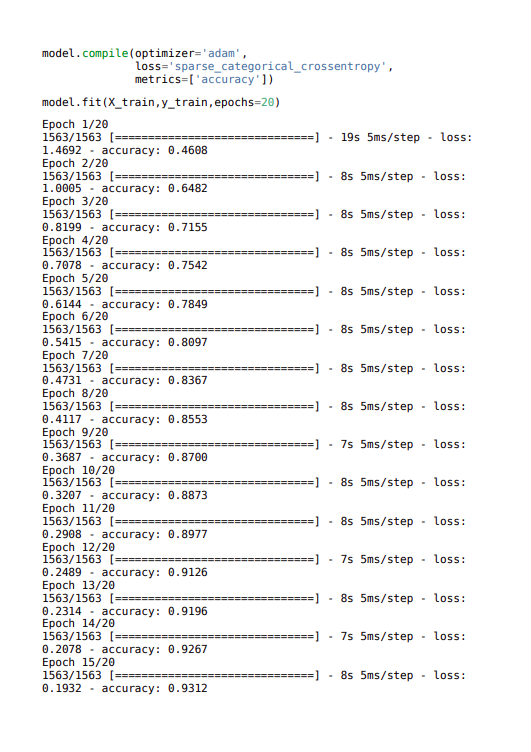 model.compile(optimizer='adam',
              loss='sparse_categorical_crossentropy',
              metrics=['accuracy'])
model.fit(X_train,y_train,epochs=20)
Epoch 1/20
1563/1563 [==============================] - 19s 5ms/step - loss:
1.4692 - accuracy: 0.4608
Epoch 2/20
1563/1563 [==============================] - 8s 5ms/step - loss:
1.0005 - accuracy: 0.6482
Epoch 3/20
1563/1563 [==============================] - 8s 5ms/step - loss:
0.8199 - accuracy: 0.7155
Epoch 4/20
1563/1563 [==============================] - 8s 5ms/step - loss:
0.7078 - accuracy: 0.7542
Epoch 5/20
1563/1563 [==============================] - 8s 5ms/step - loss:
0.6144 - accuracy: 0.7849
Epoch 6/20
1563/1563 [==============================] - 8s 5ms/step - loss:
0.5415 - accuracy: 0.8097
Epoch 7/20
1563/1563 [==============================] - 8s 5ms/step - loss:
0.4731 - accuracy: 0.8367
Epoch 8/20
1563/1563 [==============================] - 8s 5ms/step - loss:
0.4117 - accuracy: 0.8553
Epoch 9/20
1563/1563 [==============================] - 7s 5ms/step - loss:
0.3687 - accuracy: 0.8700
Epoch 10/20
1563/1563 [==============================] - 8s 5ms/step - loss:
0.3207 - accuracy: 0.8873
Epoch 11/20
1563/1563 [==============================] - 8s 5ms/step - loss:
0.2908 - accuracy: 0.8977
Epoch 12/20
1563/1563 [==============================] - 7s 5ms/step - loss:
0.2489 - accuracy: 0.9126
Epoch 13/20
1563/1563 [==============================] - 8s 5ms/step - loss:
0.2314 - accuracy: 0.9196
Epoch 14/20
1563/1563 [==============================] - 7s 5ms/step - loss:
0.2078 - accuracy: 0.9267
Epoch 15/20
1563/1563 [==============================] - 8s 5ms/step - loss:
0.1932 - accuracy: 0.9312